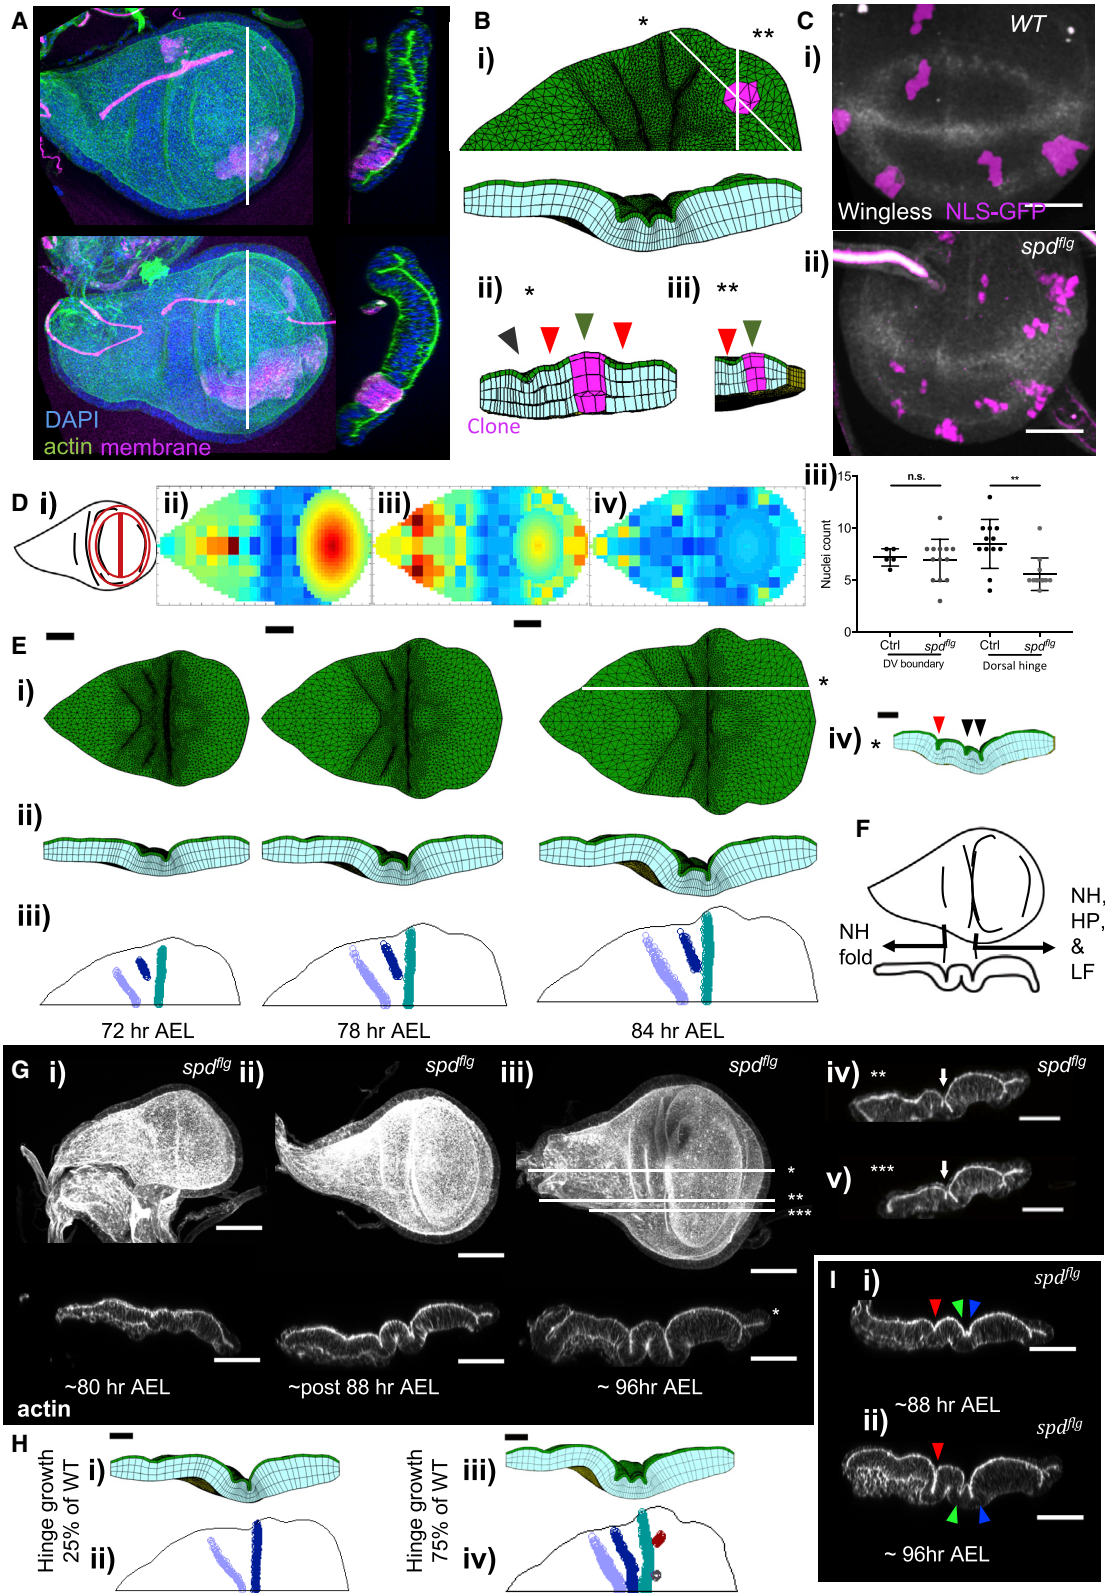 A
DAPI
actin membrane
B
i)
*
**
ii)
*
iii)
**
Clone
C
i)
WT
Wingless NLS-GFP
ii)
spdflg
iii)
15
10
5
0
Nuclei count
n.s.
**
Ctrl spdflg Ctrl spdflg
DV boundary Dorsal hinge
D
i)
ii)
iii)
iv)
E
i)
*
ii)
iii)
72 hr AEL
78 hr AEL
84 hr AEL
iv)
*
F
NH
fold
NH,
HP,
&
LF
G
i)
spdflg
ii)
spdflg
iii)
spdflg
*
**
***
*
~80 hr AEL
~post 88 hr AEL
~ 96hr AEL
actin
iv)
**
spdflg
v)
***
H
Hinge growth
25% of WT
i)
ii)
Hinge growth
75% of WT
iii)
iv)
I
i)
spdflg
~88 hr AEL
ii)
spdflg
~ 96hr AEL